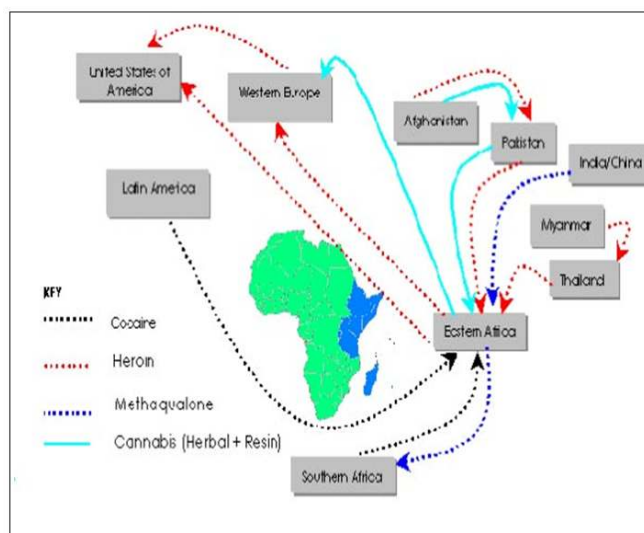 United States of
America
Western Europe
Afghanistan
Pakistan
India/China
Latin America
Myanmar
Thailand
KEY
Cocaire
Heroin
Eastern Africa
Methaqualone
Cannabis (Herbal + Resin)
Southern Africa